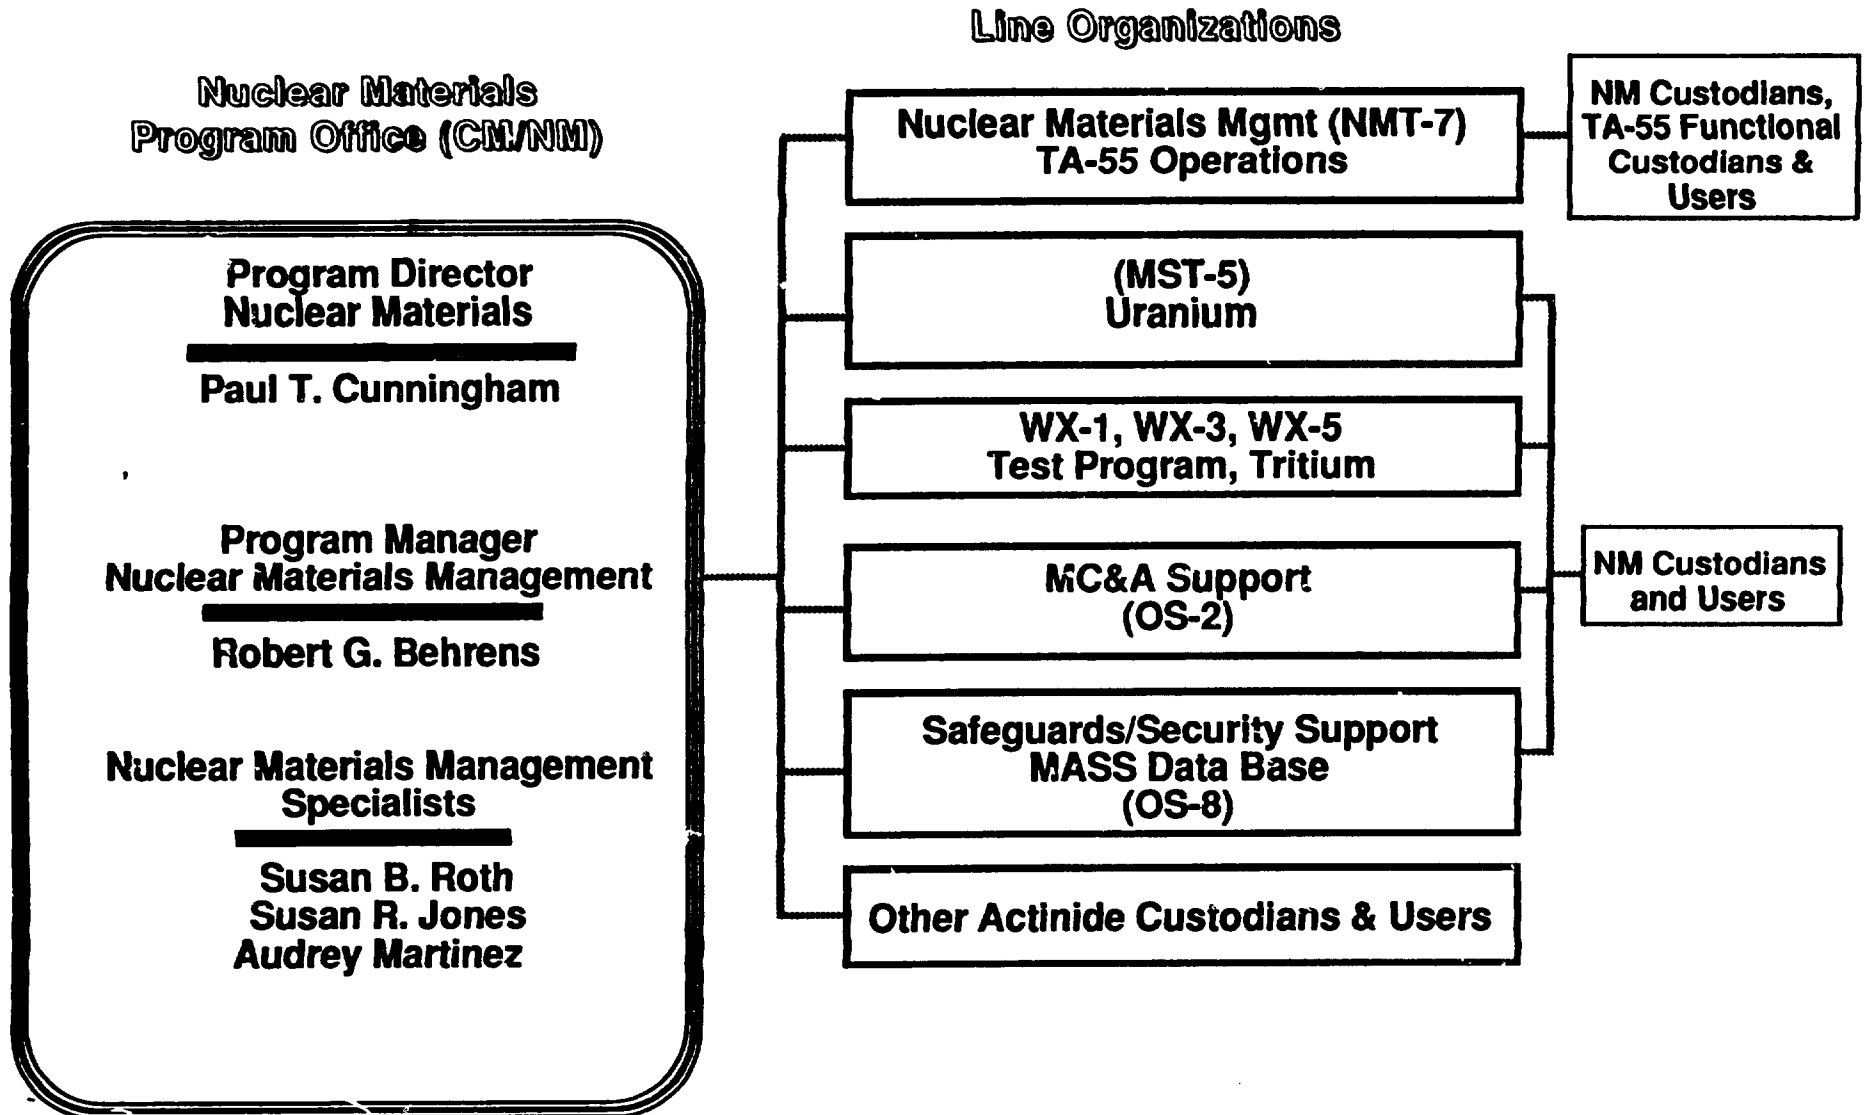 Line Organizations
Nuclear Materials
Program Office (CM/NM)
Program Director
Nuclear Materials
Paul T. Cunningham
Program Manager
Nuclear Materials Management
Robert G. Behrens
Nuclear Materials Management
Specialists
Susan B. Roth
Susan R. Jones
Audrey Martinez
Nuclear Materials Mgmt (NMT-7)
TA-55 Operations
(MST-5)
Uranium
WX-1, WX-3, WX-5
Test Program, Tritium
MC&A Support
(OS-2)
Safeguards/Security Support
MASS Data Base
(OS-8)
Other Actinide Custodians & Users
NM Custodians,
TA-55 Functional
Custodians &
Users
NM Custodians
and Users